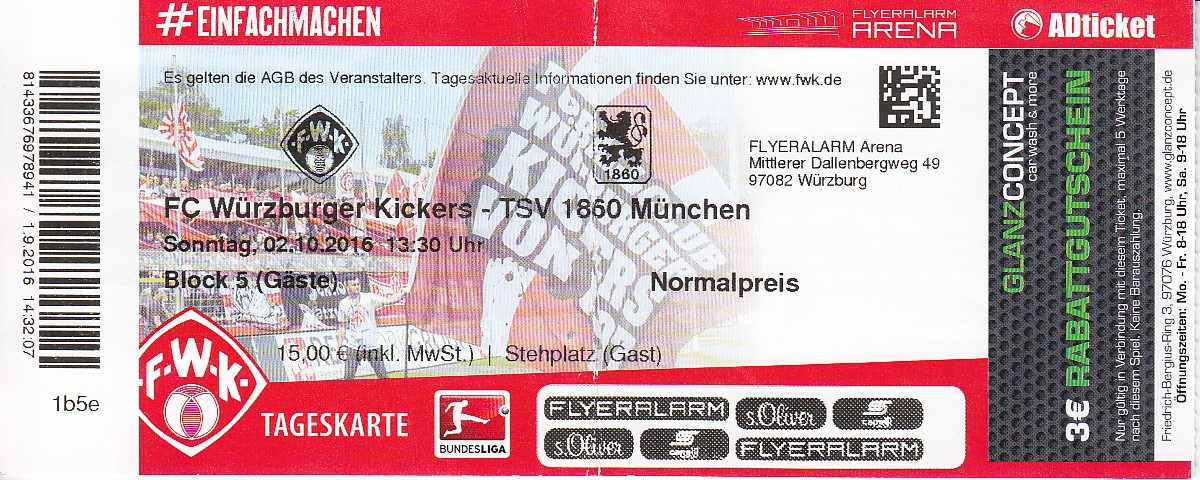 #EINFACHMACHEN
FLYERALARM
ARENA
ADticket
Es gelten die AGB des Veranstalters. Tagesaktuelle Informationen finden Sie unter: www.fwk.de
F·W·K
1860
FLYERALARM Arena
Mittlerer Dallenbergweg 49
97082 Würzburg
WÜRZBURGER
KICKERS
VON
FC Würzburger Kickers - TSV 1860 München
Sonntag, 02.10.2016 13:30 Uhr
Block 5 (Gäste)
Normalpreis
15,00 € (inkl. MwSt.) | Stehplatz (Gast)
F·W·K
TAGESKARTE
BUNDESLIGA
FLYERALARM
s.Oliver
s.Oliver
FLYERALARM
81433676978941 / 1.9.2016 14:32:07
1b5e
GLANZCONCEPT
car wash & more
3€ RABATTGUTSCHEIN
Nur gültig in Verbindung mit diesem Ticket, maximal 5 Werktage
nach diesem Spiel. Keine Barauszahlung.
Friedrich-Bergius-Ring 3, 97076 Würzburg, www.glanzconcept.de
Öffnungszeiten: Mo. - Fr. 8-18 Uhr, Sa. 9-18 Uhr